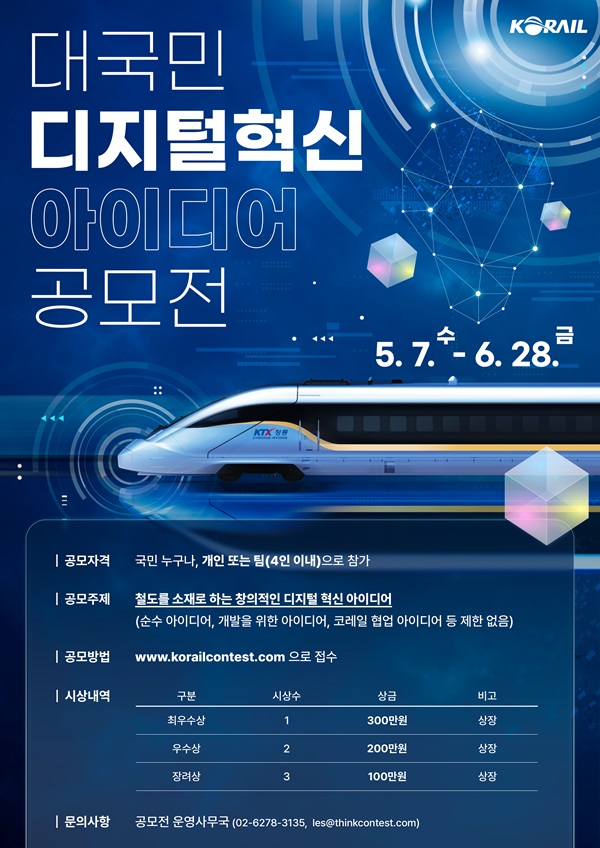 KORAIL
대국민
디지털혁신
아이디어
공모전
5. 7.수- 6. 28.금
KTX 청룡
공모자격 국민 누구나, 개인 또는 팀(4인 이내)으로 참가
공모주제 철도를 소재로 하는 창의적인 디지털 혁신 아이디어
(순수 아이디어, 개발을 위한 아이디어, 코레일 협업 아이디어 등 제한 없음)
공모방법 www.korailcontest.com 으로 접수
시상내역 구분 시상수 상금 비고
최우수상 1 300만원 상장
우수상 2 200만원 상장
장려상 3 100만원 상장
문의사항 공모전 운영사무국 (02-6278-3135, les@thinkcontest.com)